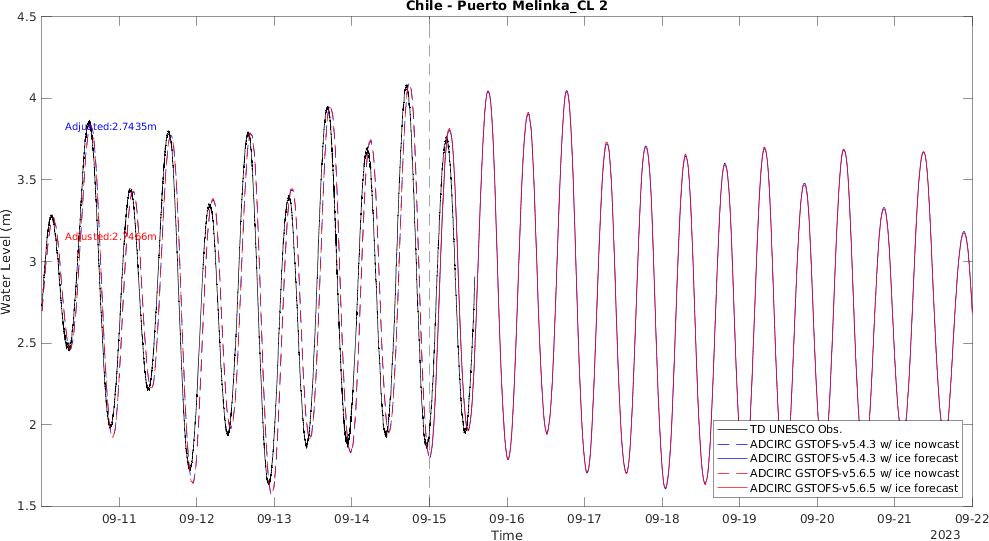 Chile - Puerto Melinka_CL 2
4.5
4
3.5
3
2.5
2
1.5
Water Level (m)
Adjusted:2.7435m
Adjusted:2.7466m
TD UNESCO Obs.
ADCIRC GSTOFS-v5.4.3 w/ ice nowcast
ADCIRC GSTOFS-v5.4.3 w/ ice forecast
ADCIRC GSTOFS-v5.6.5 w/ ice nowcast
ADCIRC GSTOFS-v5.6.5 w/ ice forecast
09-11 09-12 09-13 09-14 09-15 09-16 09-17 09-18 09-19 09-20 09-21 09-22
Time
2023